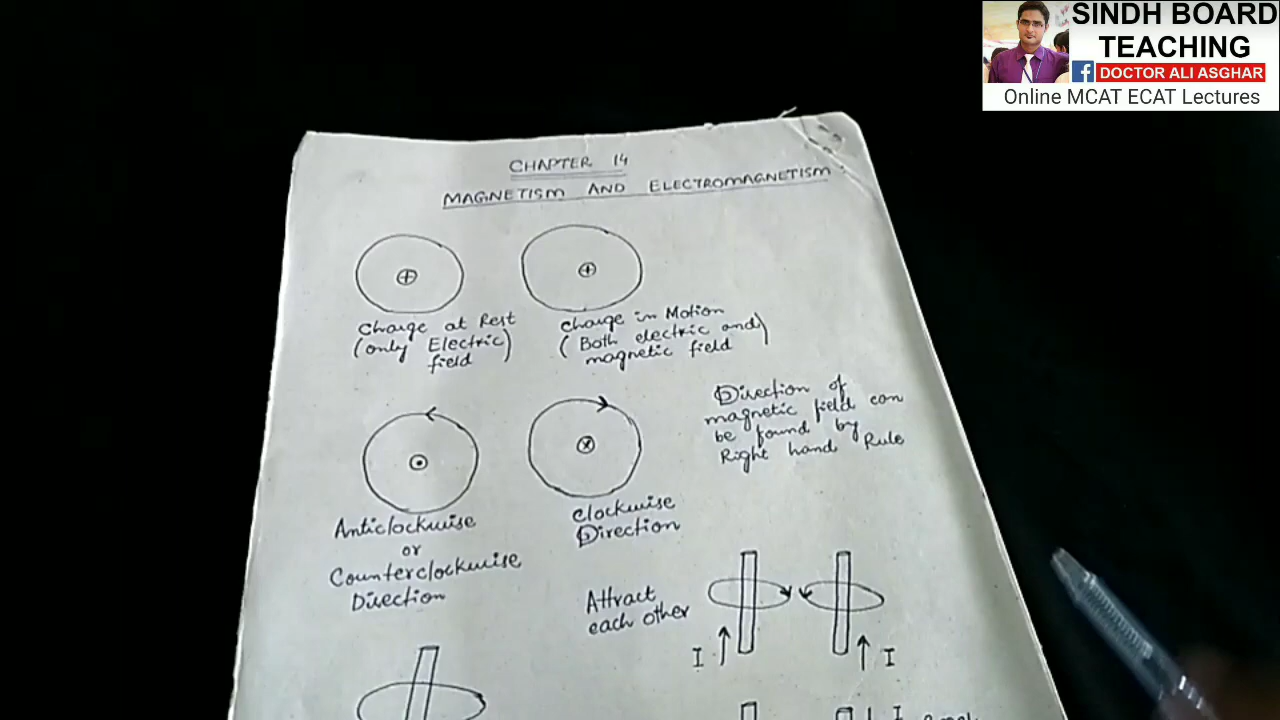 SINDH BOARD
TEACHING
DOCTOR ALI ASGHAR
Online MCAT ECAT Lectures
CHAPTER 14
MAGNETISM AND ELECTROMAGNETISM
Charge at Rest
(only Electric)
field
Charge in Motion
(Both electric and)
magnetic field
Direction of
magnetic field can
be found by
Right hand Rule
Anticlockwise
or
Counterclockwise
Direction
Clockwise
Direction
Attract
each other
I
I
I